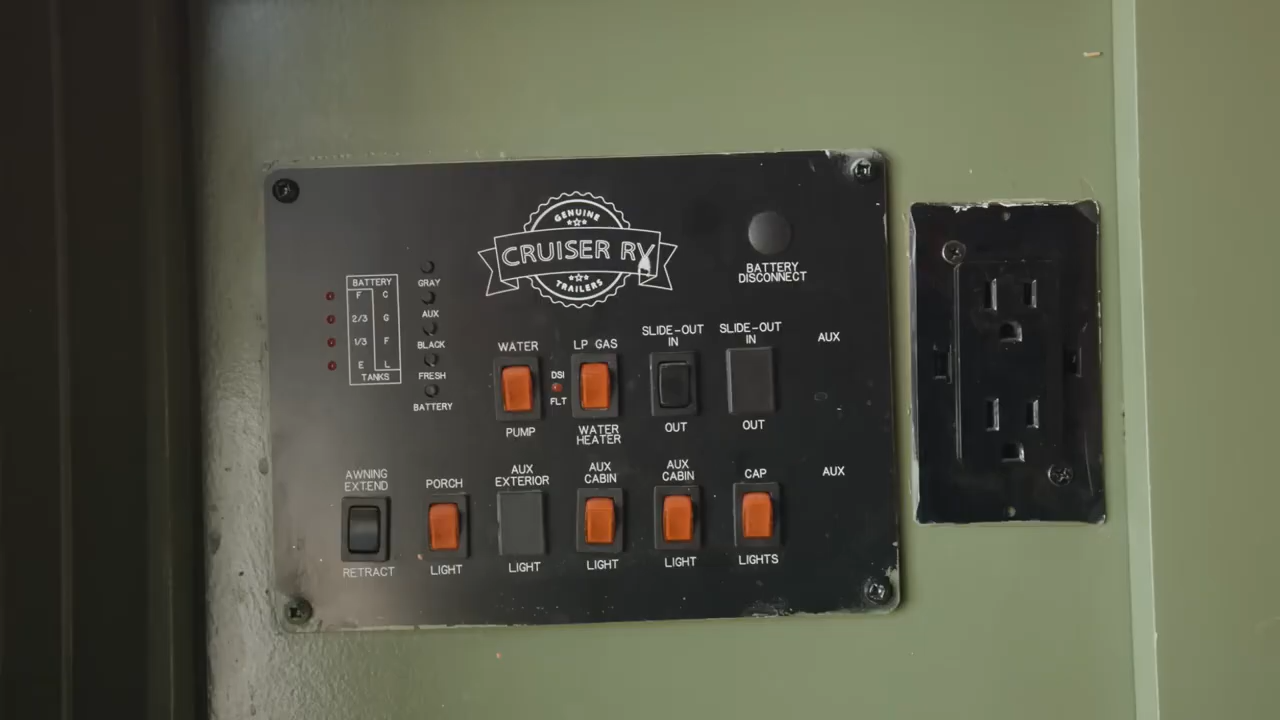 GENUINE
CRUISER RV
TRAILERS
BATTERY
DISCONNECT
BATTERY
F C
2/3 G
1/3 F
E L
TANKS
GRAY
AUX
BLACK
FRESH
BATTERY
WATER
PUMP
DSI
FLT
LP GAS
WATER
HEATER
SLIDE-OUT
IN
OUT
SLIDE-OUT
IN
OUT
AUX
AWNING
EXTEND
RETRACT
PORCH
LIGHT
AUX
EXTERIOR
LIGHT
AUX
CABIN
LIGHT
AUX
CABIN
LIGHT
CAP
LIGHTS
AUX